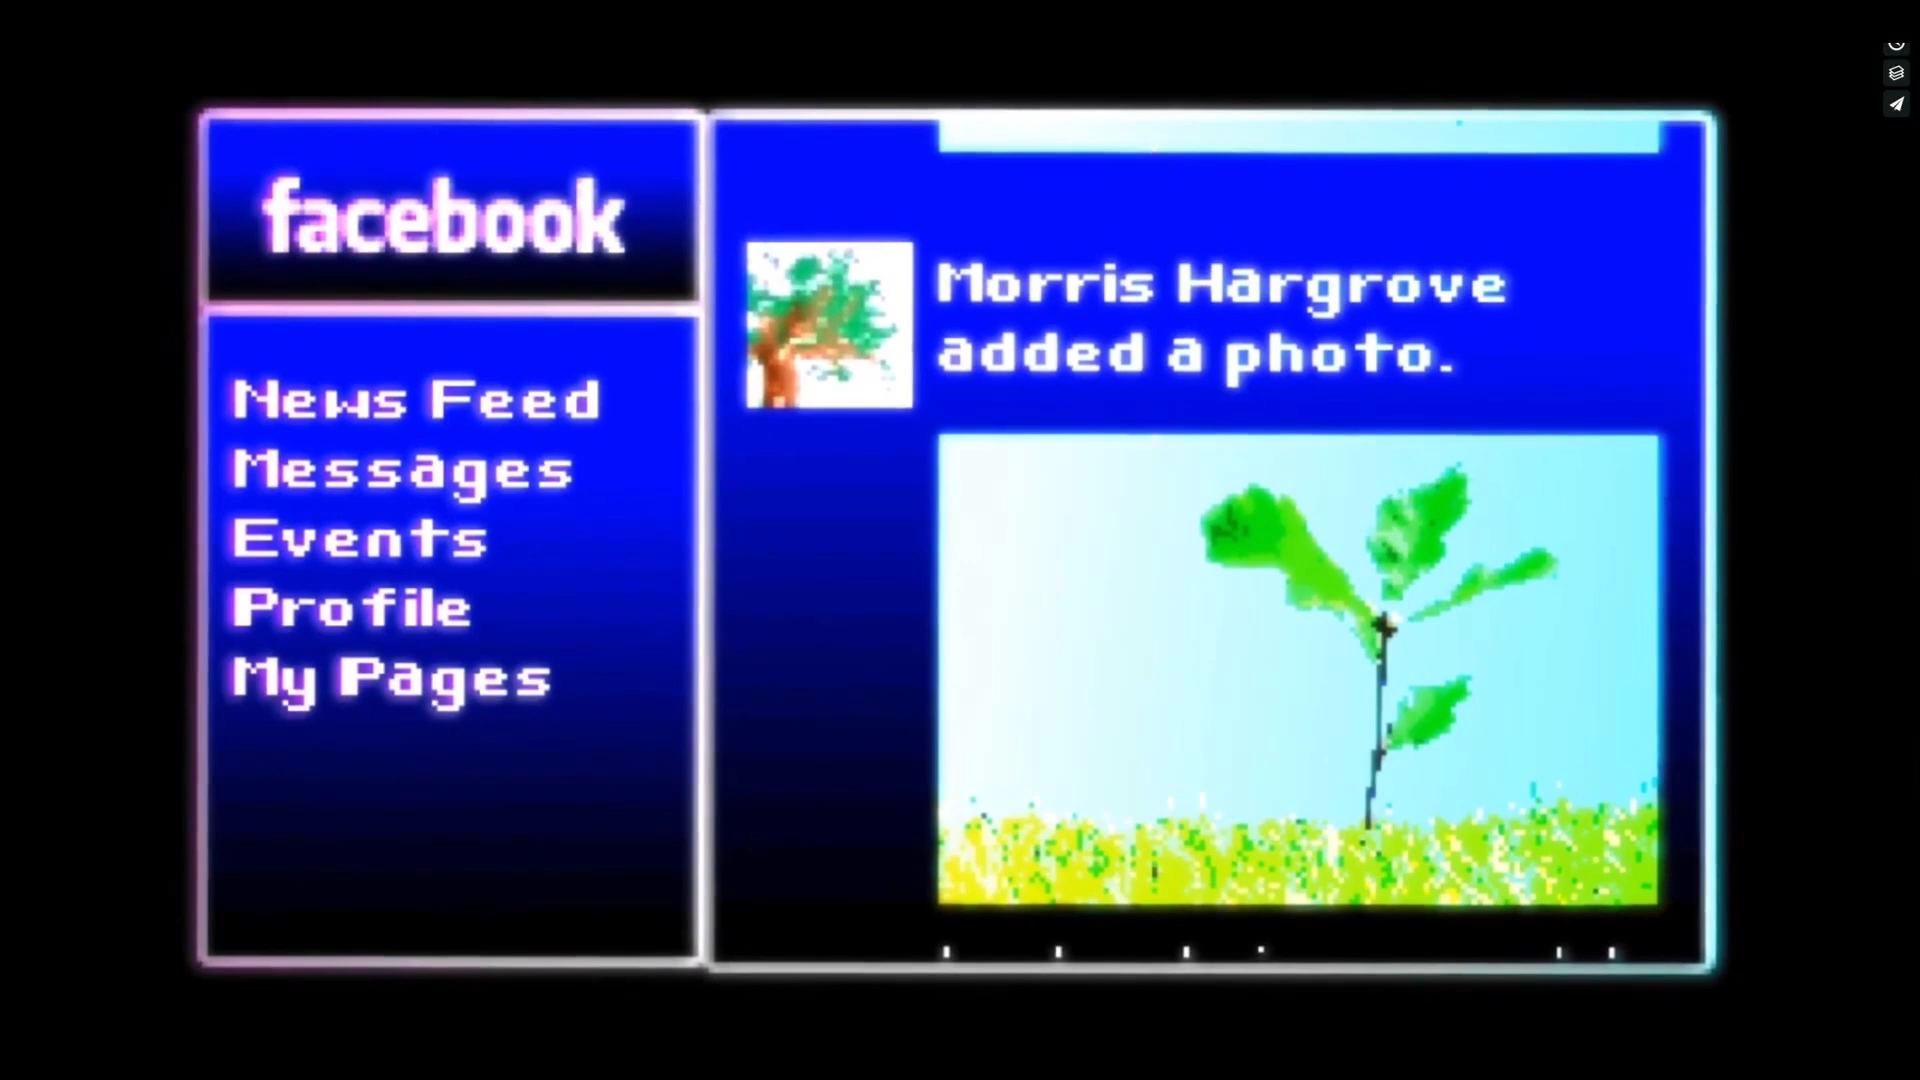 facebook
News Feed
Messages
Events
Profile
My Pages
Morris Hargrove
added a photo.